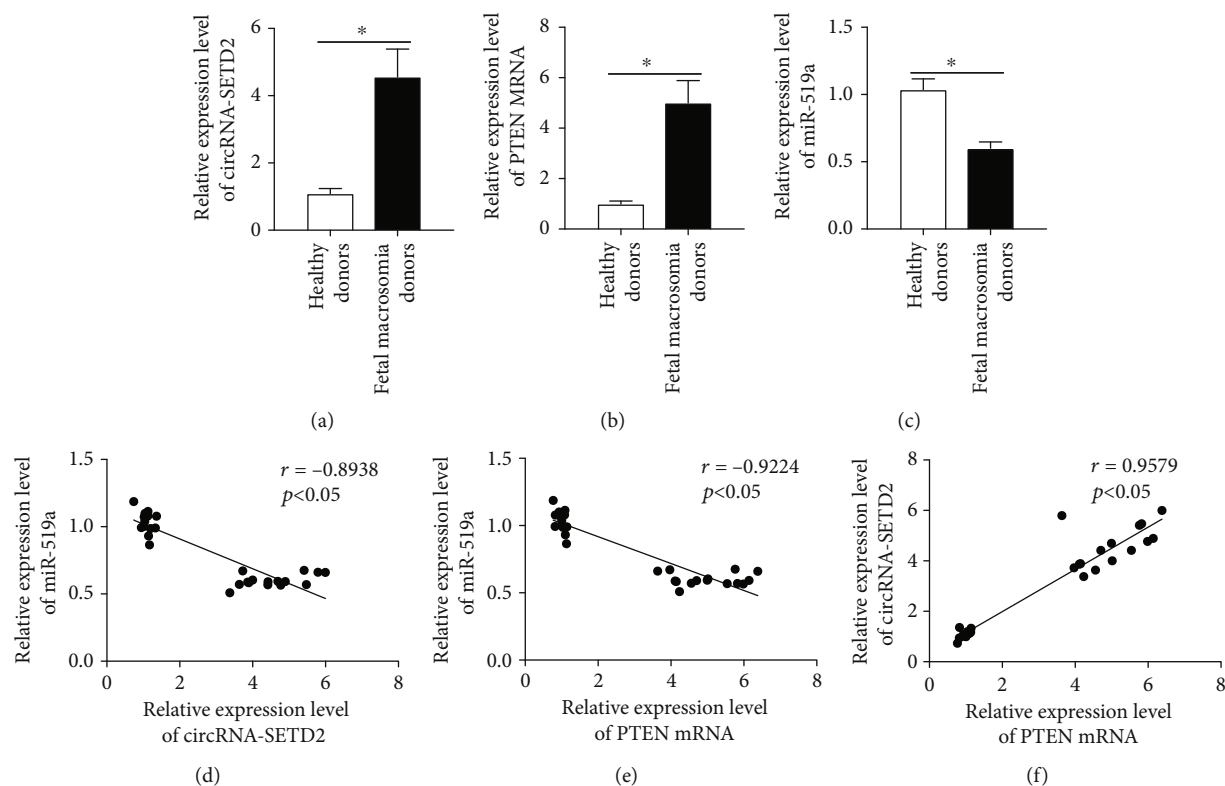 Relative expression level
of circRNA-SETD2
6
4
2
0
*
Healthy
donors
Fetal macrosomia
donors
(a)
Relative expression level
of PTEN MRNA
8
6
4
2
0
*
Healthy
donors
Fetal macrosomia
donors
(b)
Relative expression level
of miR-519a
1.5
1.0
0.5
0.0
*
Healthy
donors
Fetal macrosomia
donors
(c)
Relative expression level
of miR-519a
1.5
1.0
0.5
0.0
r = –0.8938
p<0.05
0 2 4 6 8
Relative expression level
of circRNA-SETD2
(d)
Relative expression level
of miR-519a
1.5
1.0
0.5
0.0
r = –0.9224
p<0.05
0 2 4 6 8
Relative expression level
of PTEN mRNA
(e)
Relative expression level
of circRNA-SETD2
8
6
4
2
0
r = 0.9579
p<0.05
0 2 4 6 8
Relative expression level
of PTEN mRNA
(f)